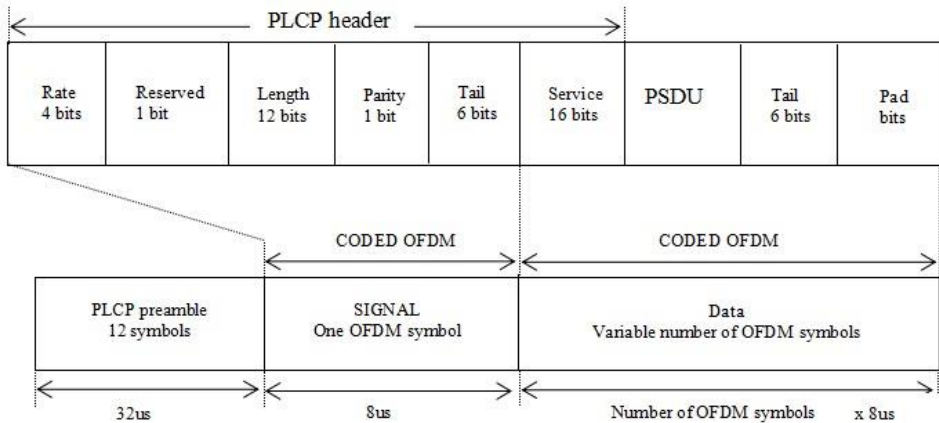 PLCP header
Rate
4 bits
Reserved
1 bit
Length
12 bits
Parity
1 bit
Tail
6 bits
Service
16 bits
PSDU
Tail
6 bits
Pad
bits
CODED OFDM
CODED OFDM
PLCP preamble
12 symbols
SIGNAL
One OFDM symbol
Data
Variable number of OFDM symbols
32us
8us
Number of OFDM symbols x 8us